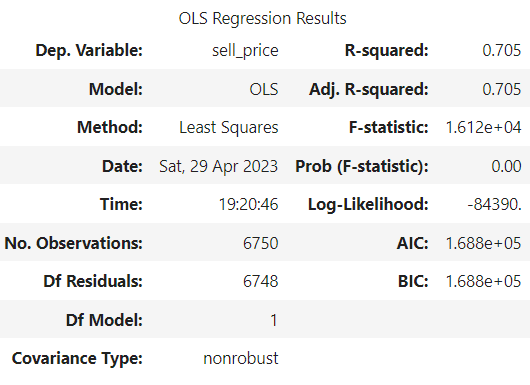 OLS Regression Results
Dep. Variable: sell_price R-squared: 0.705
Model: OLS Adj. R-squared: 0.705
Method: Least Squares F-statistic: 1.612e+04
Date: Sat, 29 Apr 2023 Prob (F-statistic): 0.00
Time: 19:20:46 Log-Likelihood: -84390.
No. Observations: 6750 AIC: 1.688e+05
Df Residuals: 6748 BIC: 1.688e+05
Df Model: 1
Covariance Type: nonrobust